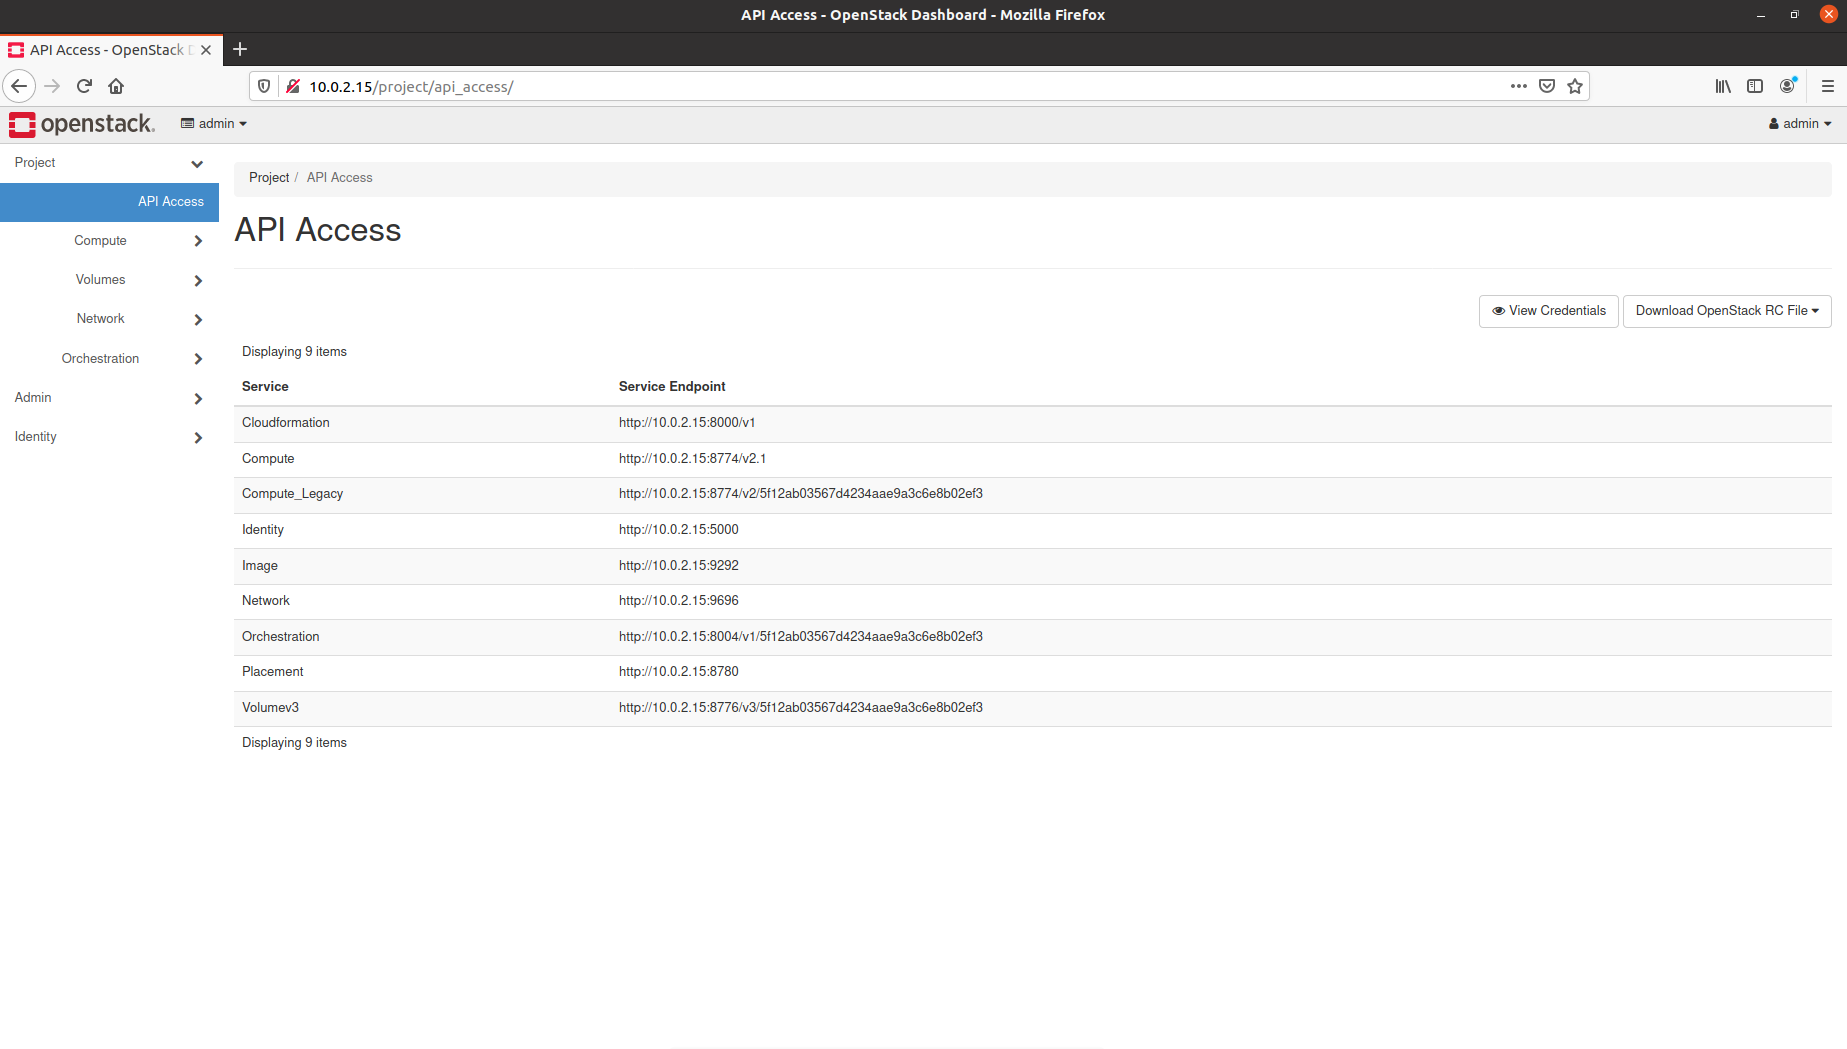 API Access - OpenStack Dashboard - Mozilla Firefox
API Access - OpenStack D
10.0.2.15/project/api_access/
openstack. admin admin
Project
API Access
Compute
Volumes
Network
Orchestration
Admin
Identity
Project / API Access
API Access
View Credentials Download OpenStack RC File
Displaying 9 items
Service Service Endpoint
Cloudformation http://10.0.2.15:8000/v1
Compute http://10.0.2.15:8774/v2.1
Compute_Legacy http://10.0.2.15:8774/v2/5f12ab03567d4234aae9a3c6e8b02ef3
Identity http://10.0.2.15:5000
Image http://10.0.2.15:9292
Network http://10.0.2.15:9696
Orchestration http://10.0.2.15:8004/v1/5f12ab03567d4234aae9a3c6e8b02ef3
Placement http://10.0.2.15:8780
Volumev3 http://10.0.2.15:8776/v3/5f12ab03567d4234aae9a3c6e8b02ef3
Displaying 9 items